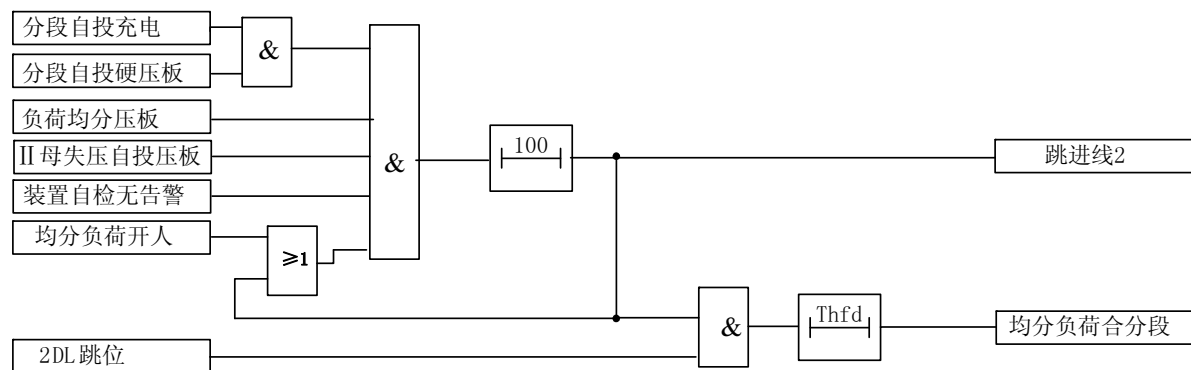 分段自投充电
&
分段自投硬压板
负荷均分压板
100
跳进线2
II母失压自投压板
&
装置自检无告警
均分负荷开人
≥1
Thfd
&
均分负荷合分段
2DL跳位